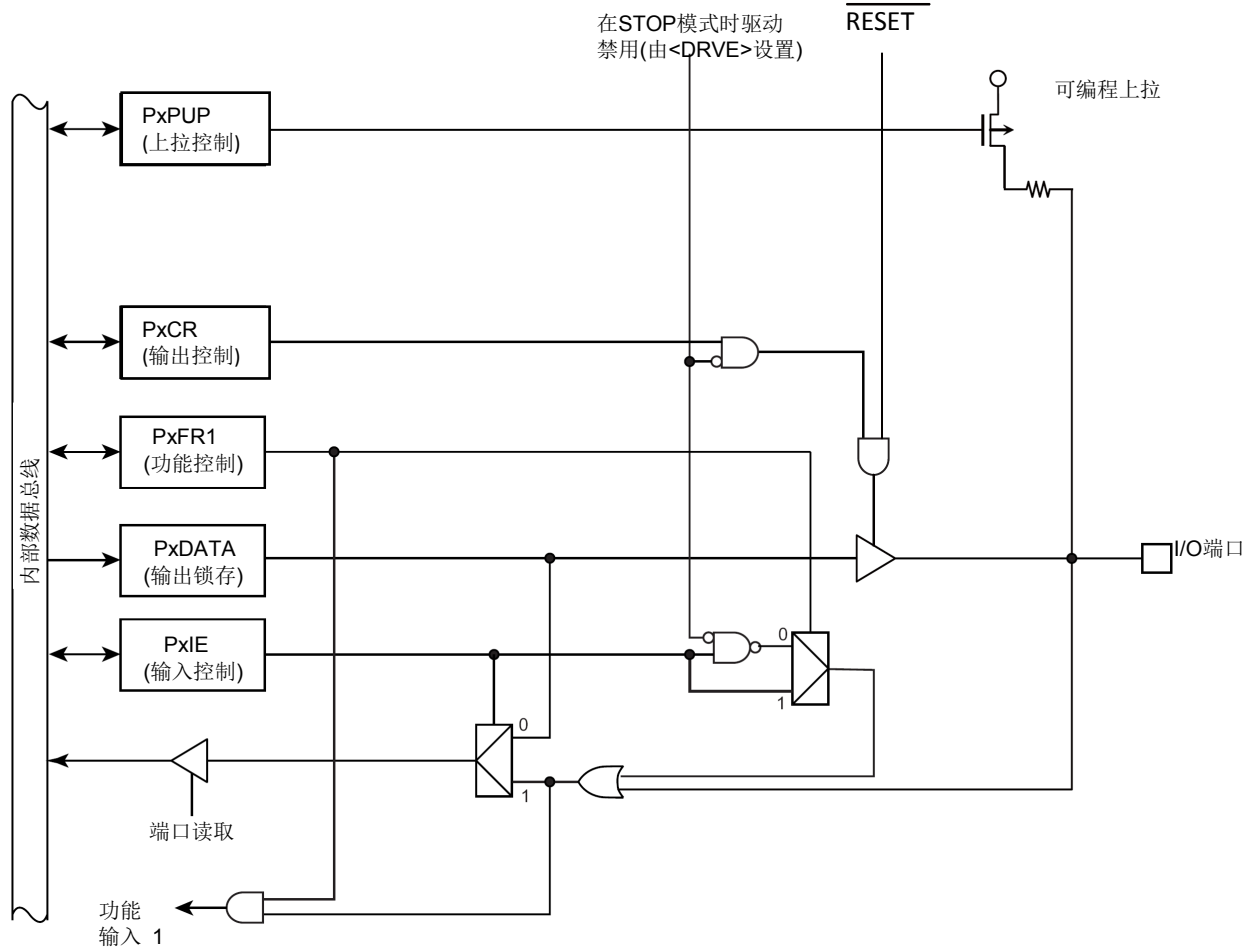 在STOP模式时驱动
禁用(由<DRVE>设置)
RESET
可编程上拉
PxPUP
(上拉控制)
PxCR
(输出控制)
PxFR1
(功能控制)
内部数据总线
PxDATA
(输出锁存)
I/O端口
PxIE
(输入控制)
0
1
0
1
端口读取
功能
输入 1